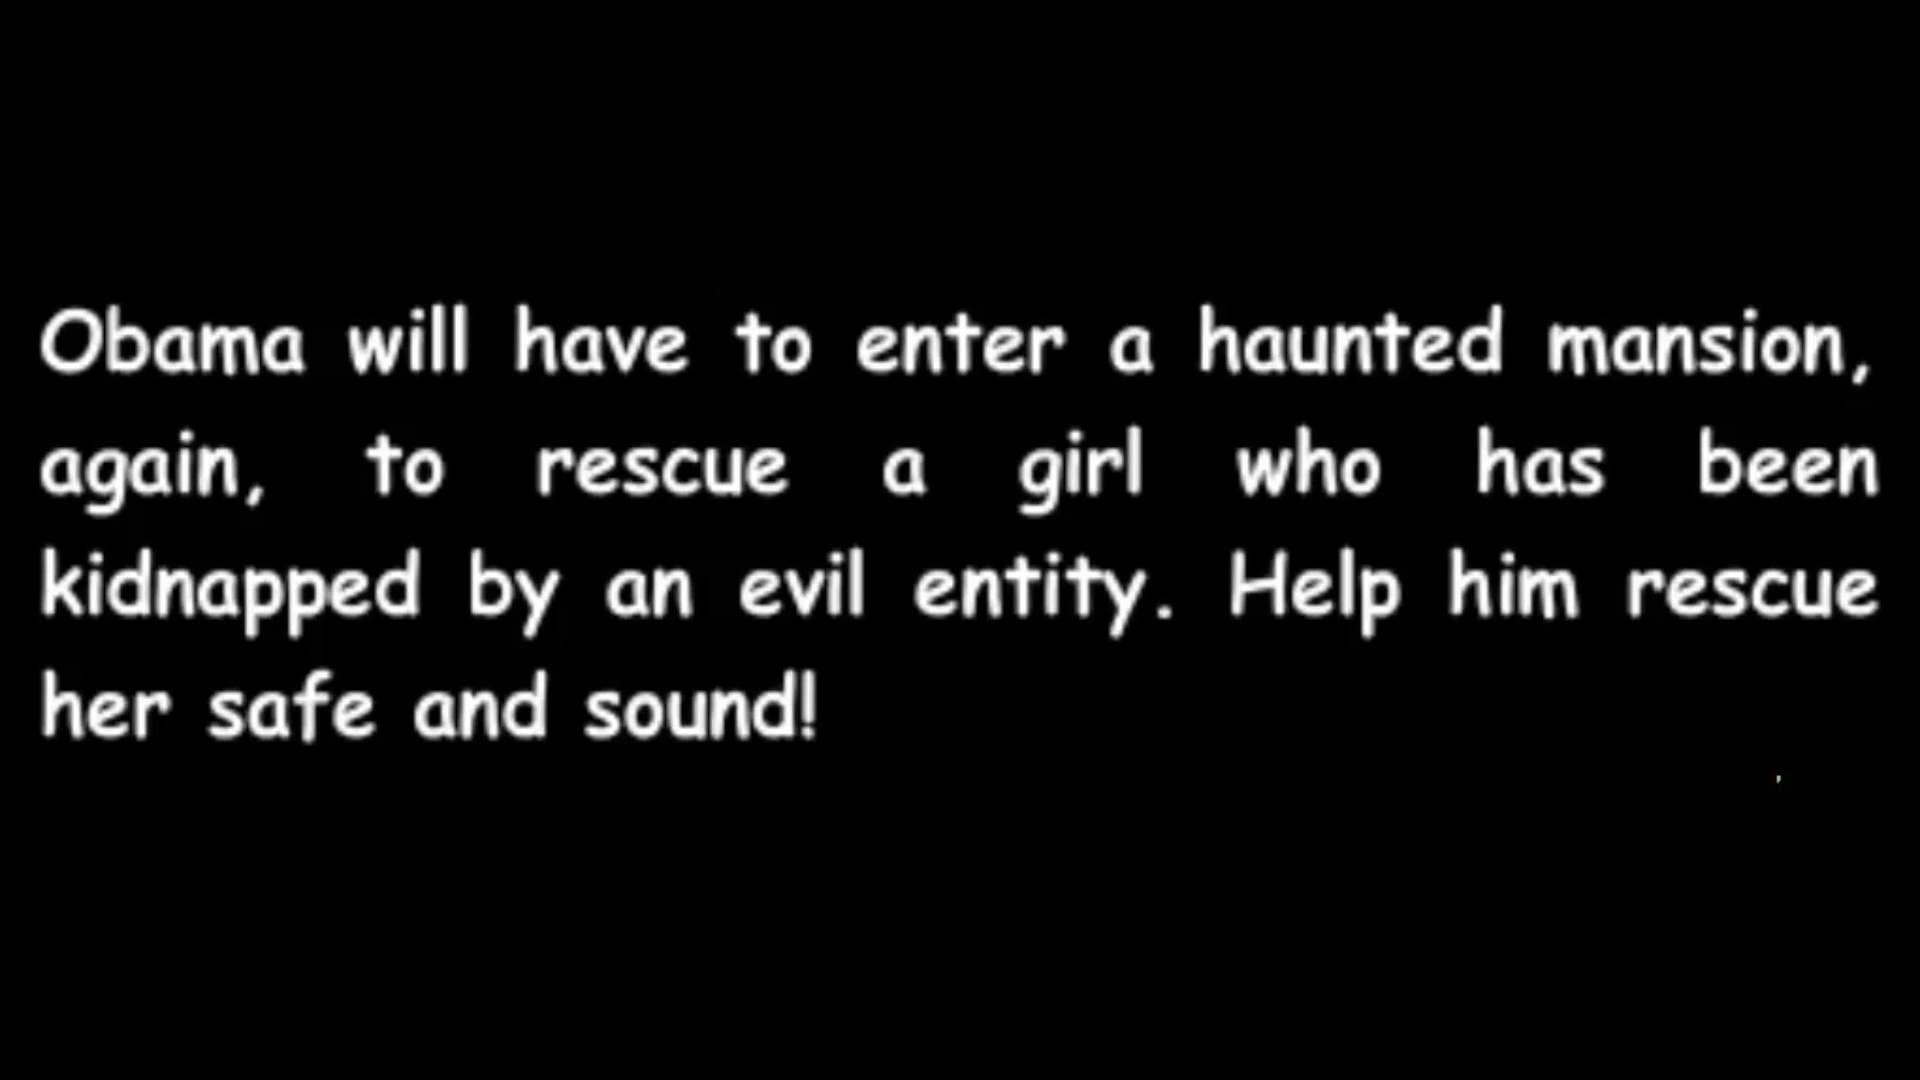 Obama will have to enter a haunted mansion,
again, to rescue a girl who has been
kidnapped by an evil entity. Help him rescue
her safe and sound!